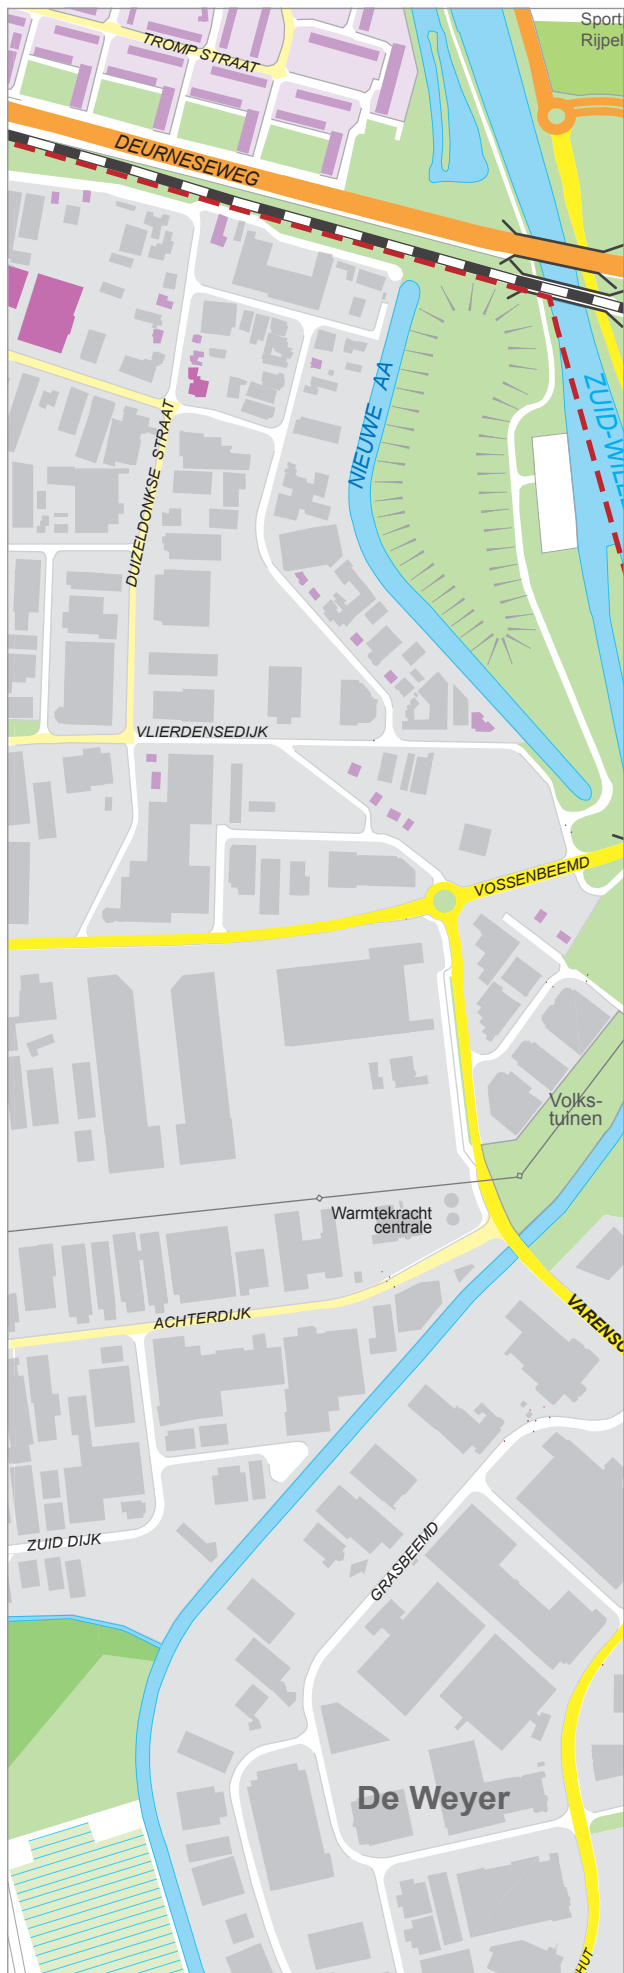 Sport
Rijpel
TROMP STRAAT
DEURNESEWEG
NIEUWE AA
ZUID-WILL
DUIZELDONKSE STRAAT
VLIERDENSEDIJK
VOSSENBEEMD
Volks-
tuinen
Warmtekracht
centrale
ACHTERDIJK
VARENSC
ZUID DIJK
GRASBEEMD
De Weyer
HUT